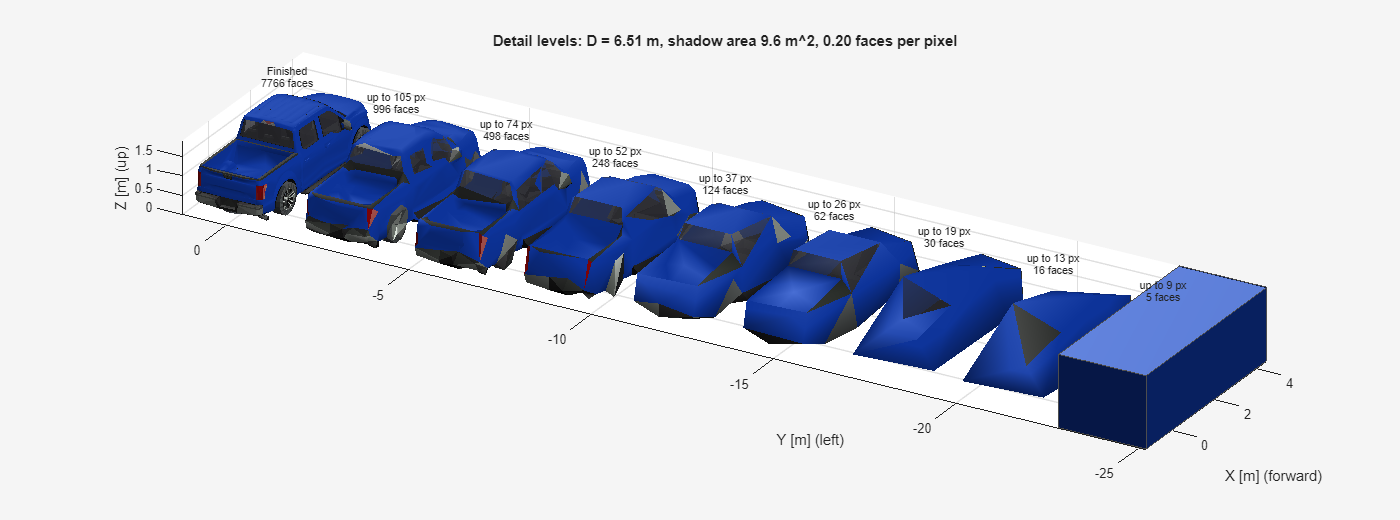 Detail levels: D = 6.51 m, shadow area 9.6 m^2, 0.20 faces per pixel
Finished
7766 faces
up to 105 px
996 faces
up to 74 px
498 faces
up to 52 px
248 faces
up to 37 px
124 faces
up to 26 px
62 faces
up to 19 px
30 faces
up to 13 px
16 faces
up to 9 px
5 faces
Z [m] (up)
1.5
1
0.5
0
0
-5
-10
-15
-20
-25
Y [m] (left)
0
2
4
X [m] (forward)